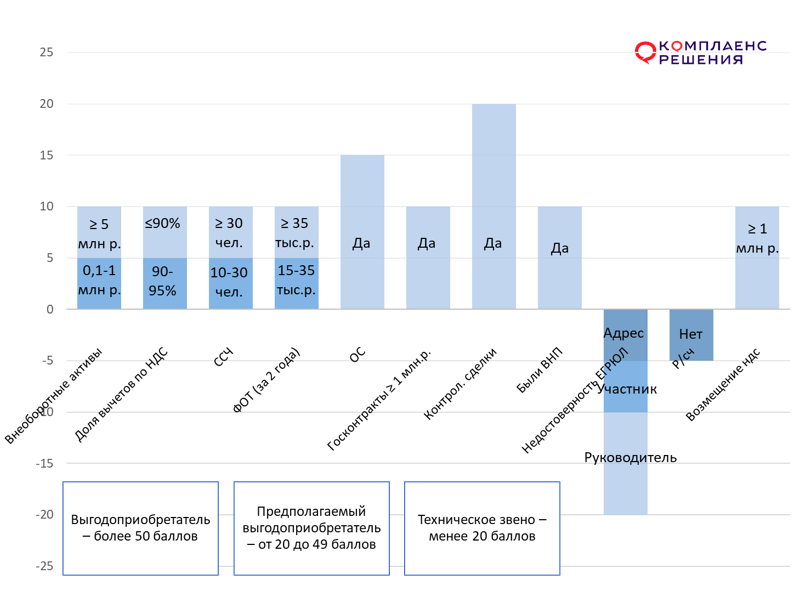 КОМПЛАЕНС
РЕШЕНИЯ
25
20
15
10
5
0
-5
-10
-15
-20
-25
≥ 5
млн р.
0,1-1
млн р.
≤90%
90-
95%
≥ 30
чел.
10-30
чел.
≥ 35
тыс.р.
15-35
тыс.р.
Да
Да
Да
Да
Адрес
Участник
Руководитель
Нет
≥ 1
млн р.
Внеоборотные активы
Доля вычетов по НДС
ССЧ
ФОТ (за 2 года)
ОС
Госконтракты ≥ 1 млн.р.
Контрол. сделки
Были ВНП
Недостоверность ЕГРЮЛ
Р/сч
Возмещение ндс
Выгодоприобретатель
– более 50 баллов
Предполагаемый
выгодоприобретатель
– от 20 до 49 баллов
Техническое звено –
менее 20 баллов